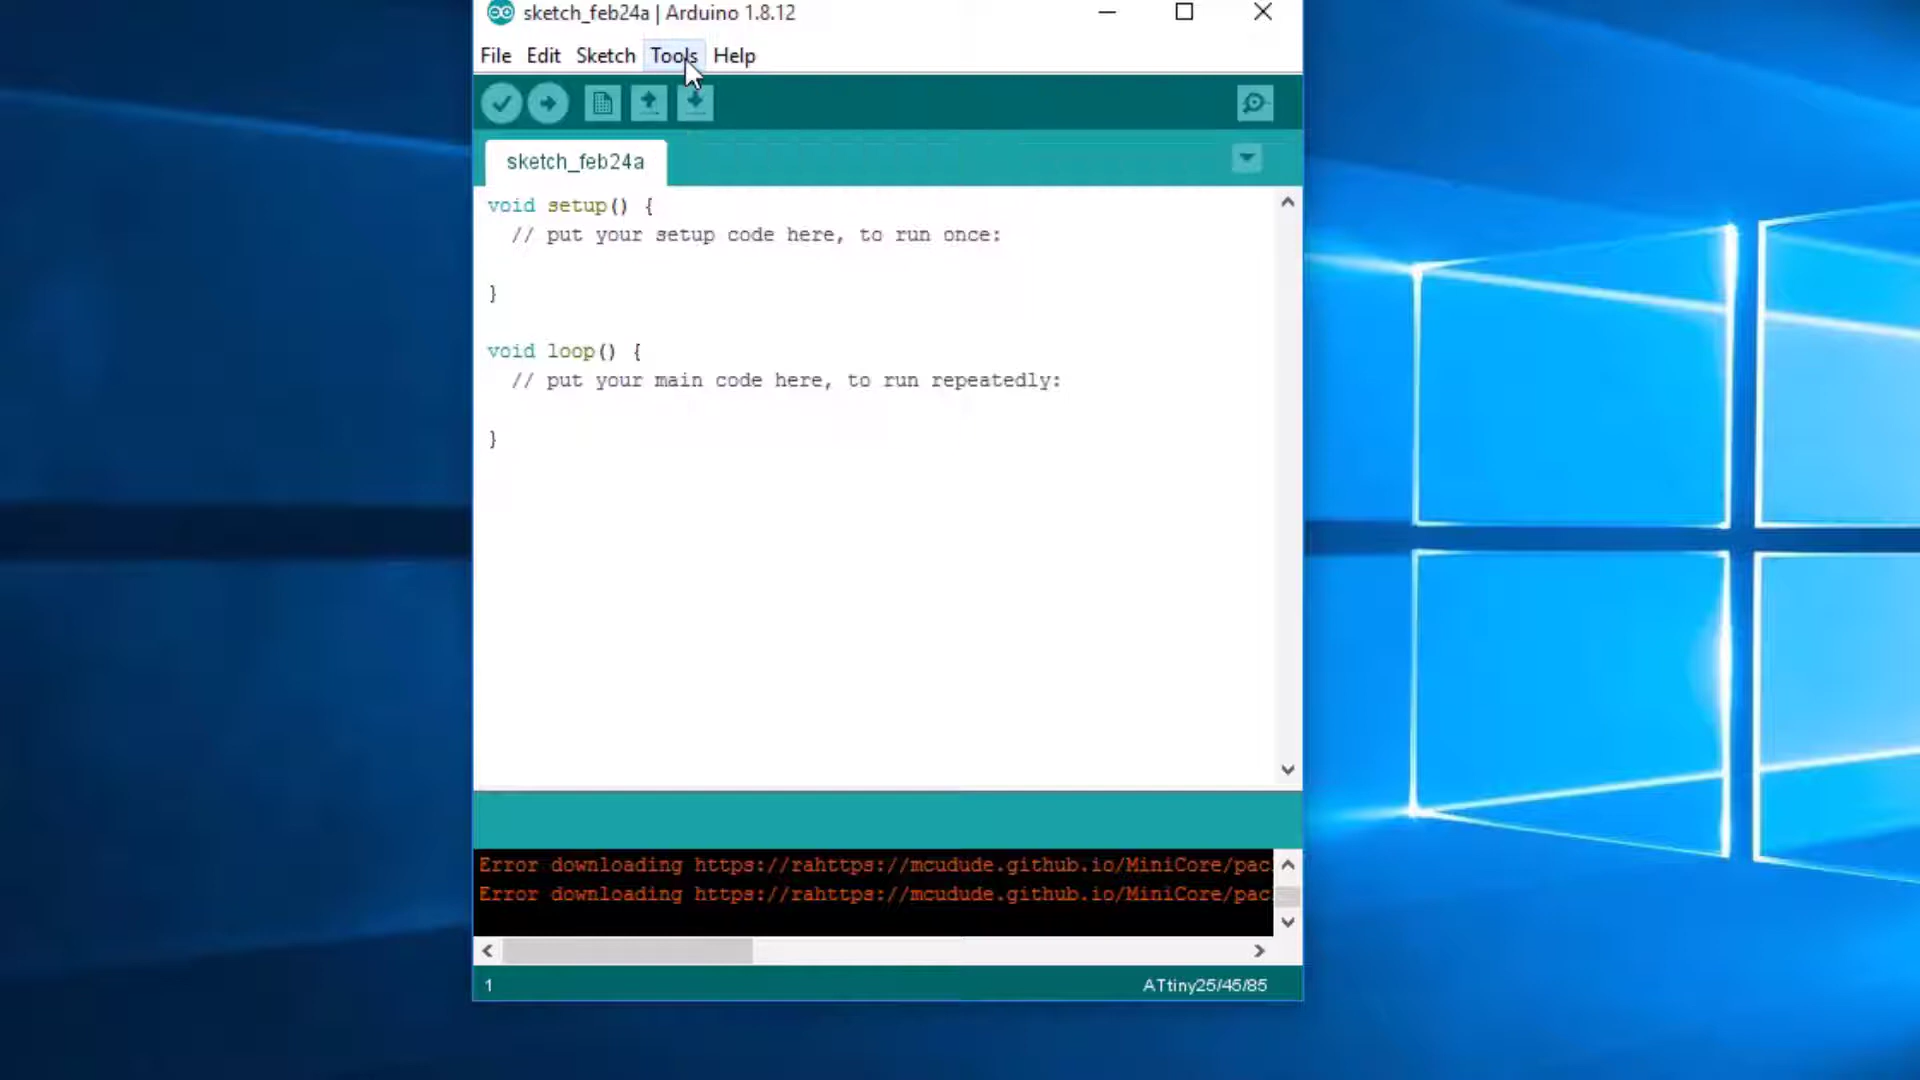 sketch_feb24a | Arduino 1.8.12
File Edit Sketch Tools Help
sketch_feb24a
void setup() {
// put your setup code here, to run once:
}
void loop() {
// put your main code here, to run repeatedly:
}
Error downloading https://rahttps://mcudude.github.io/MiniCore/pac
Error downloading https://rahttps://mcudude.github.io/MiniCore/pac
1 ATtiny25/45/85